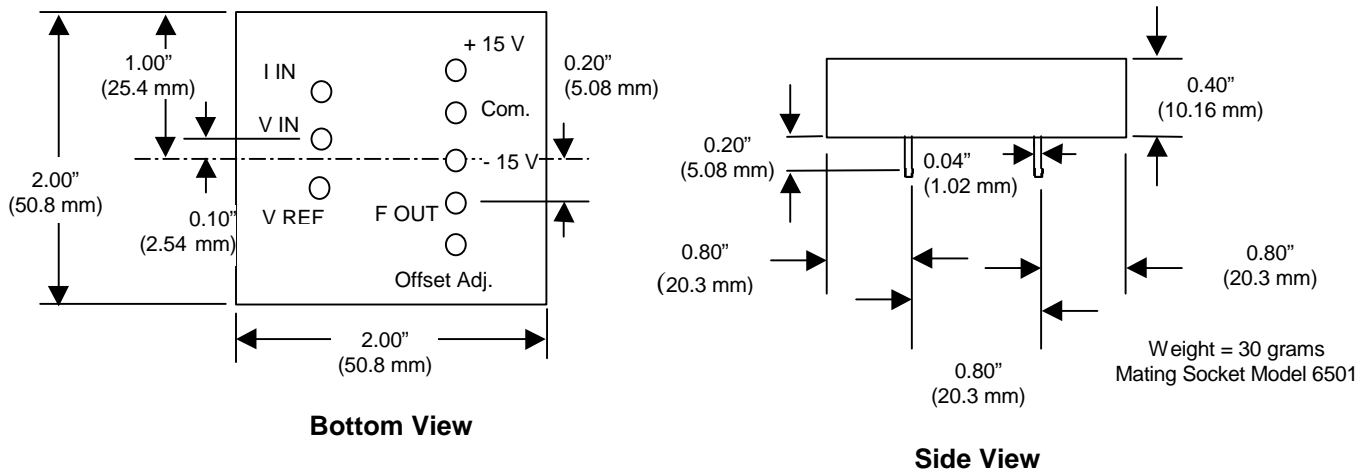 + 15 V
1.00”
(25.4 mm)
I IN
0.20”
(5.08 mm)
V IN
Com.
- 15 V
2.00”
(50.8 mm)
0.10”
(2.54 mm)
V REF
F OUT
Offset Adj.
2.00”
(50.8 mm)
Bottom View
0.40”
(10.16 mm)
0.20”
(5.08 mm)
0.04”
(1.02 mm)
0.80”
(20.3 mm)
0.80”
(20.3 mm)
0.80”
(20.3 mm)
Weight = 30 grams
Mating Socket Model 6501
Side View